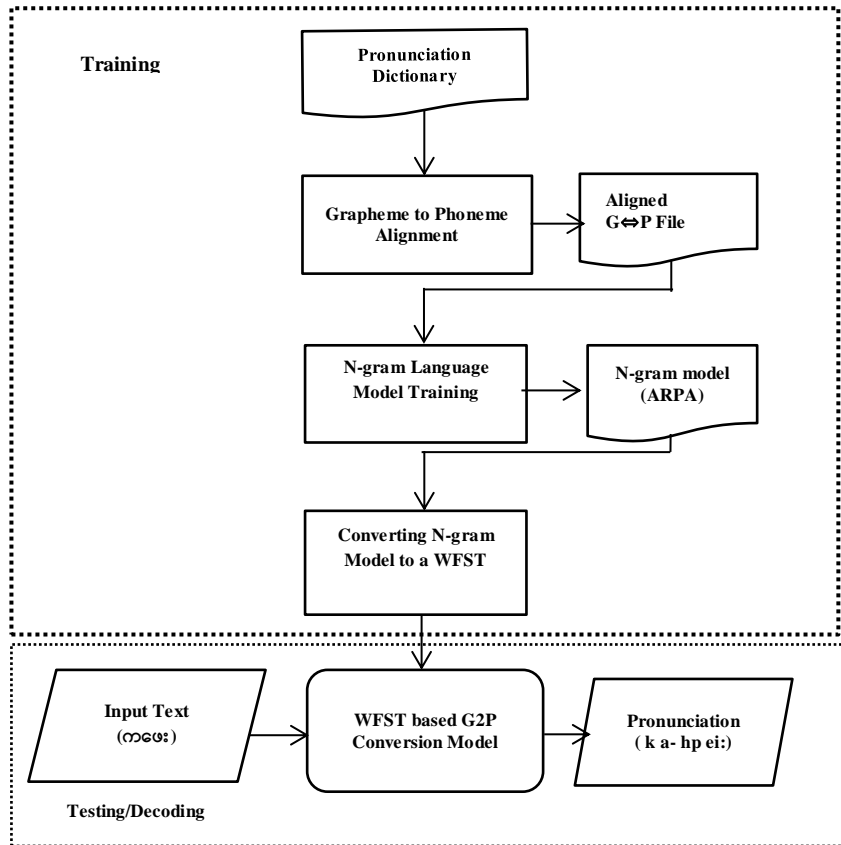 Training
Pronunciation
Dictionary
Grapheme to Phoneme
Alignment
Aligned
G⇔P File
N-gram Language
Model Training
N-gram model
(ARPA)
Converting N-gram
Model to a WFST
Input Text
(ကဖေး)
WFST based G2P
Conversion Model
Pronunciation
( k a- hp ei:)
Testing/Decoding